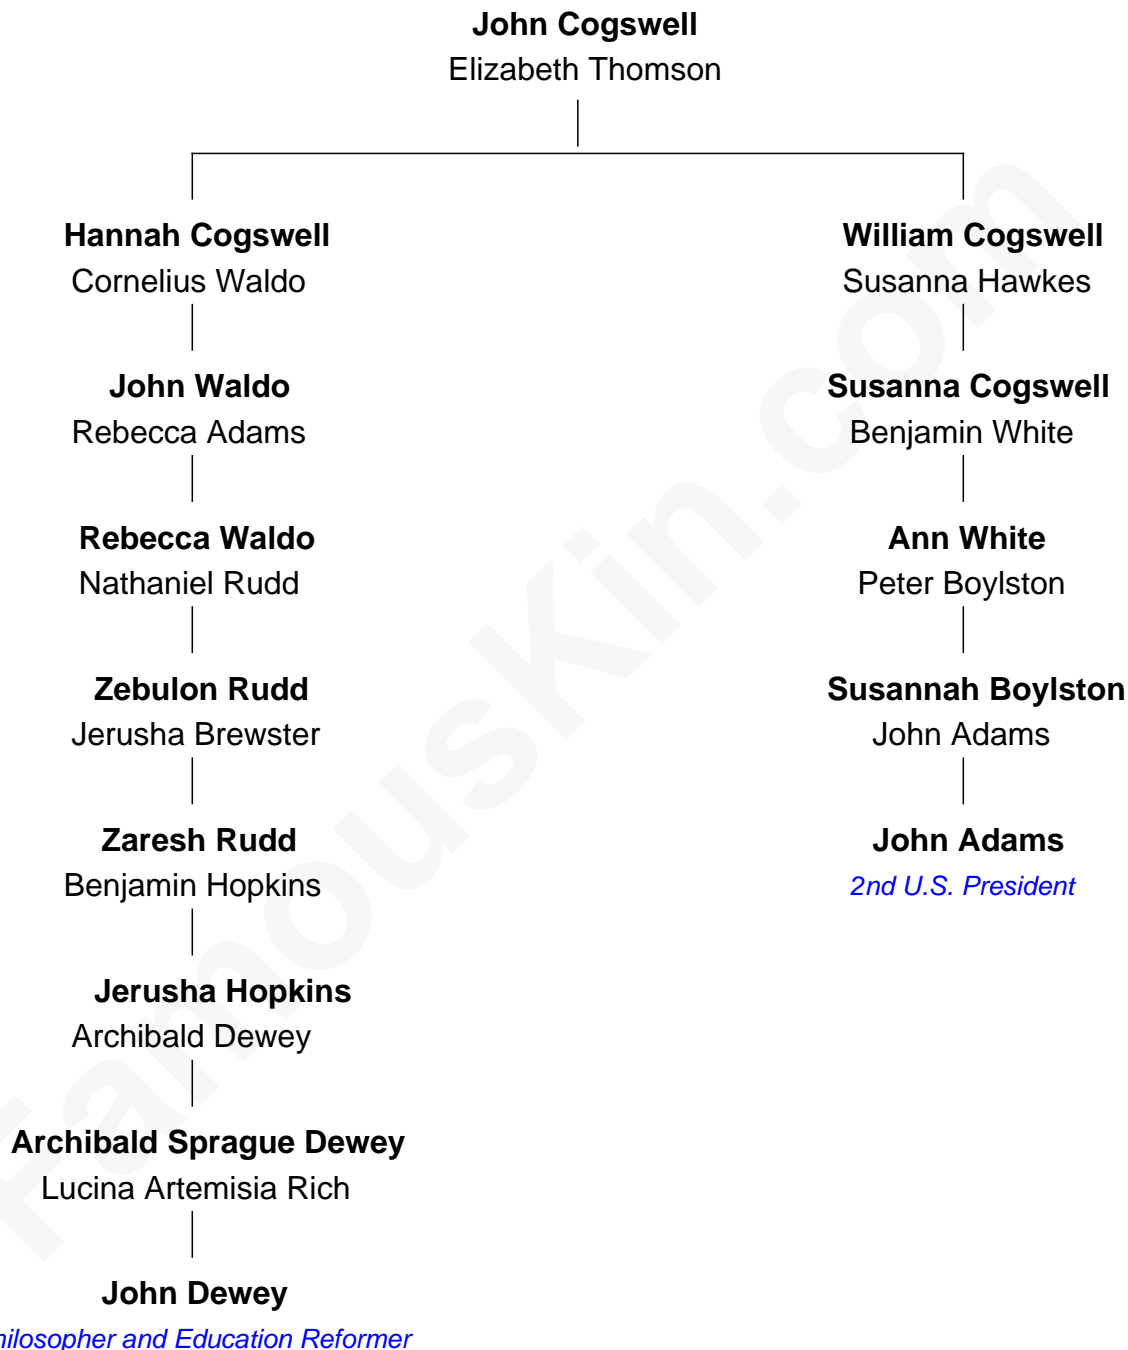 John Cogswell
Elizabeth Thomson
Hannah Cogswell
Cornelius Waldo
John Waldo
Rebecca Adams
Rebecca Waldo
Nathaniel Rudd
Zebulon Rudd
Jerusha Brewster
Zaresh Rudd
Benjamin Hopkins
Jerusha Hopkins
Archibald Dewey
Archibald Sprague Dewey
Lucina Artemisia Rich
John Dewey
hilosopher and Education Reformer
William Cogswell
Susanna Hawkes
Susanna Cogswell
Benjamin White
Ann White
Peter Boylston
Susannah Boylston
John Adams
John Adams
2nd U.S. President
FamousKin.com